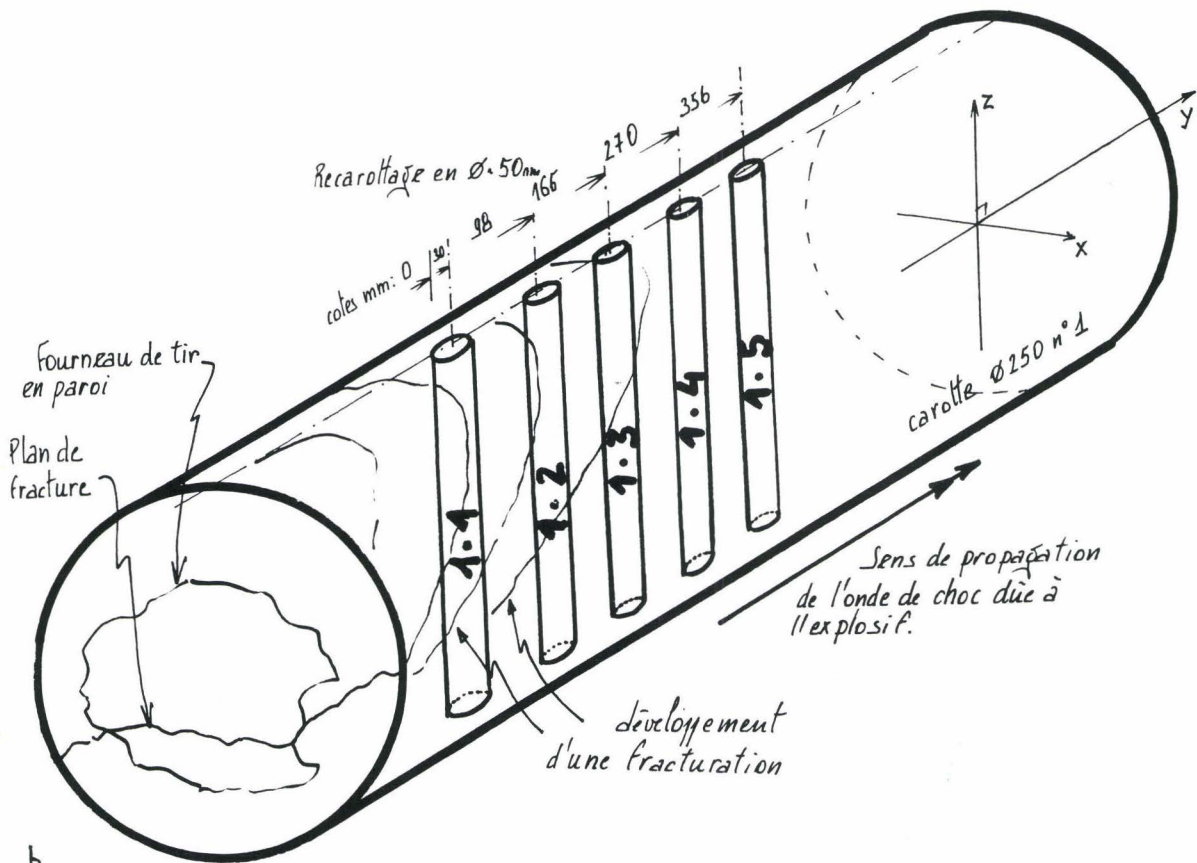 356
270
Recarottage en Ø. 50mm
166
98
30
cotes mm: 0
z
y
x
Fourneau de tir
en paroi
Plan de
fracture
1.1
1.2
1.3
1.4
1.5
carotte Ø250 n°1
Sens de propagation
de l'onde de choc dûe à
l'explosif.
développement
d'une fracturation
b